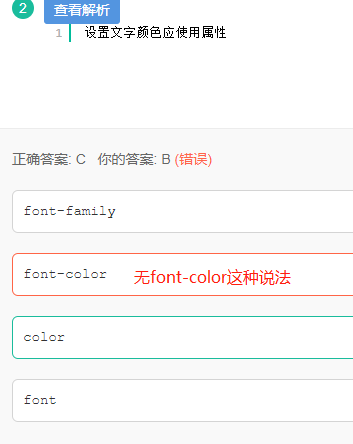 2
查看解析
1 设置文字颜色应使用属性
正确答案: C 你的答案: B (错误)
font-family
font-color 无font-color这种说法
color
font